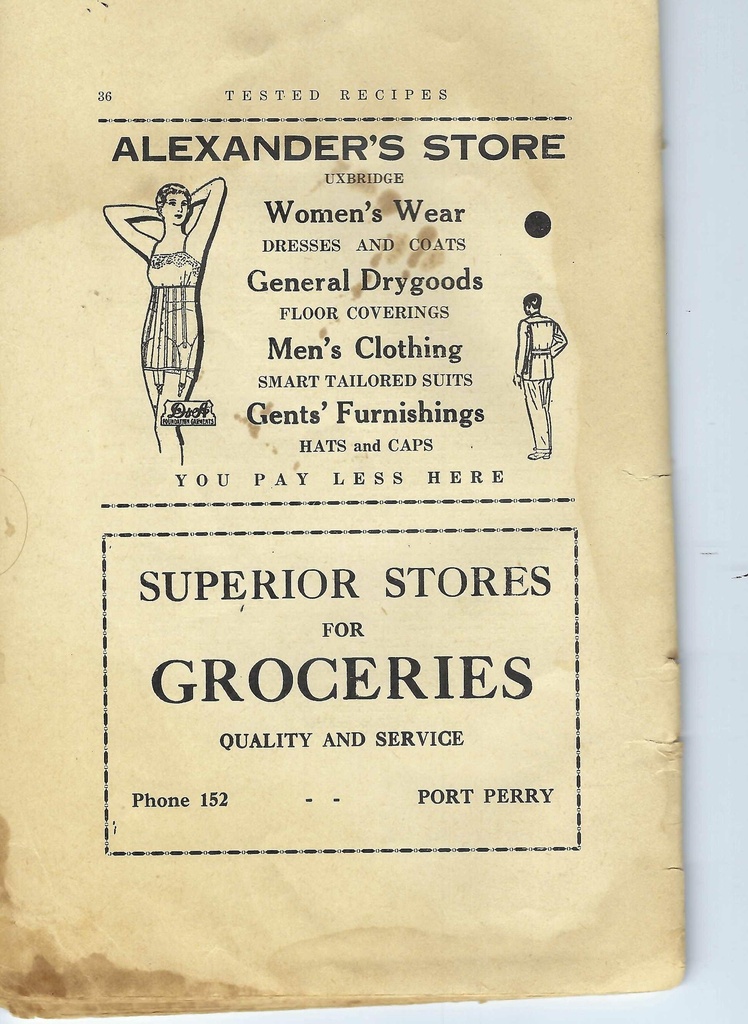 36 TESTED RECIPES
ALEXANDER'S STORE
UXBRIDGE
Women's Wear
DRESSES AND COATS
General Drygoods
FLOOR COVERINGS
Men's Clothing
SMART TAILORED SUITS
Gents' Furnishings
HATS and CAPS
D&A
FOUNDATION GARMENTS
YOU PAY LESS HERE
SUPERIOR STORES
FOR
GROCERIES
QUALITY AND SERVICE
Phone 152 - - PORT PERRY